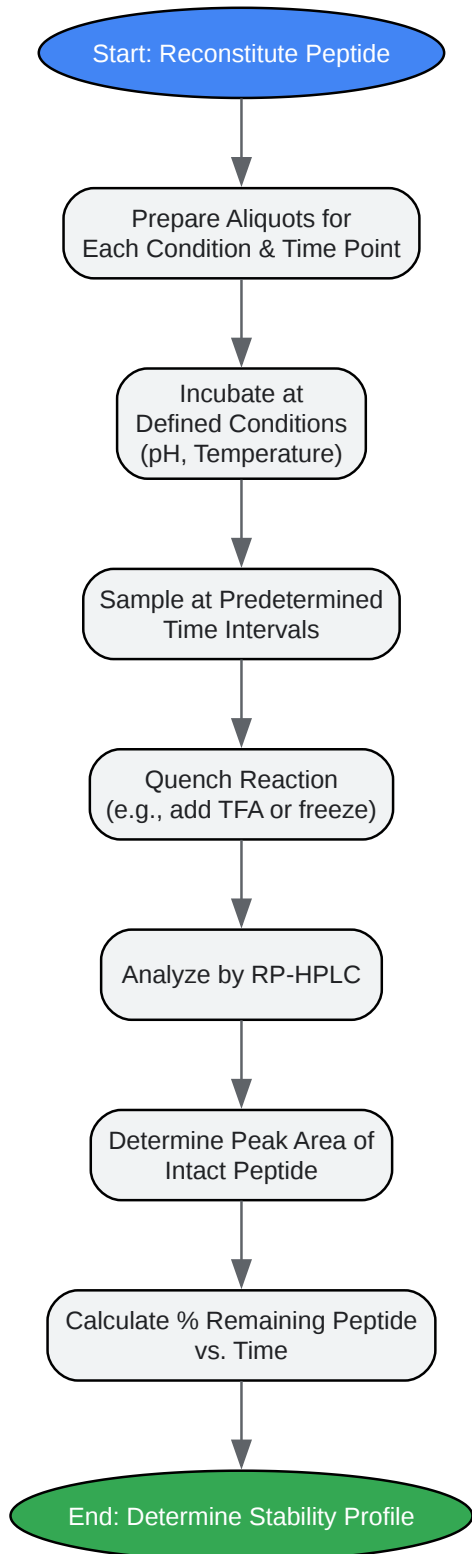 Start: Reconstitute Peptide
Prepare Aliquots for
Each Condition & Time Point
Incubate at
Defined Conditions
(pH, Temperature)
Sample at Predetermined
Time Intervals
Quench Reaction
(e.g., add TFA or freeze)
Analyze by RP-HPLC
Determine Peak Area of
Intact Peptide
Calculate % Remaining Peptide
vs. Time
End: Determine Stability Profile